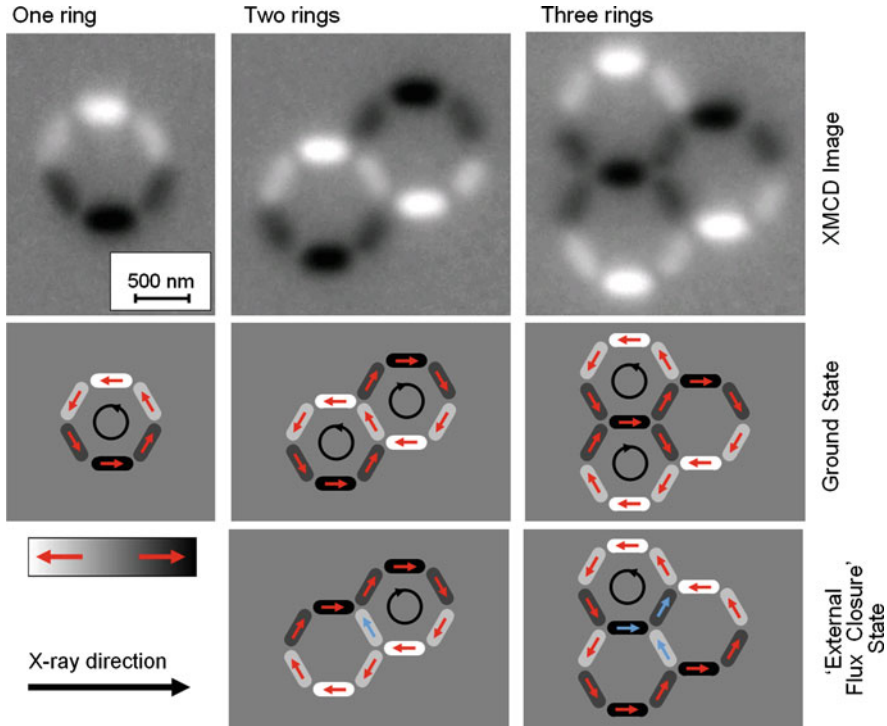 One ring
Two rings
Three rings
500 nm
XMCD Image
Ground State
X-ray direction
'External
Flux Closure'
State